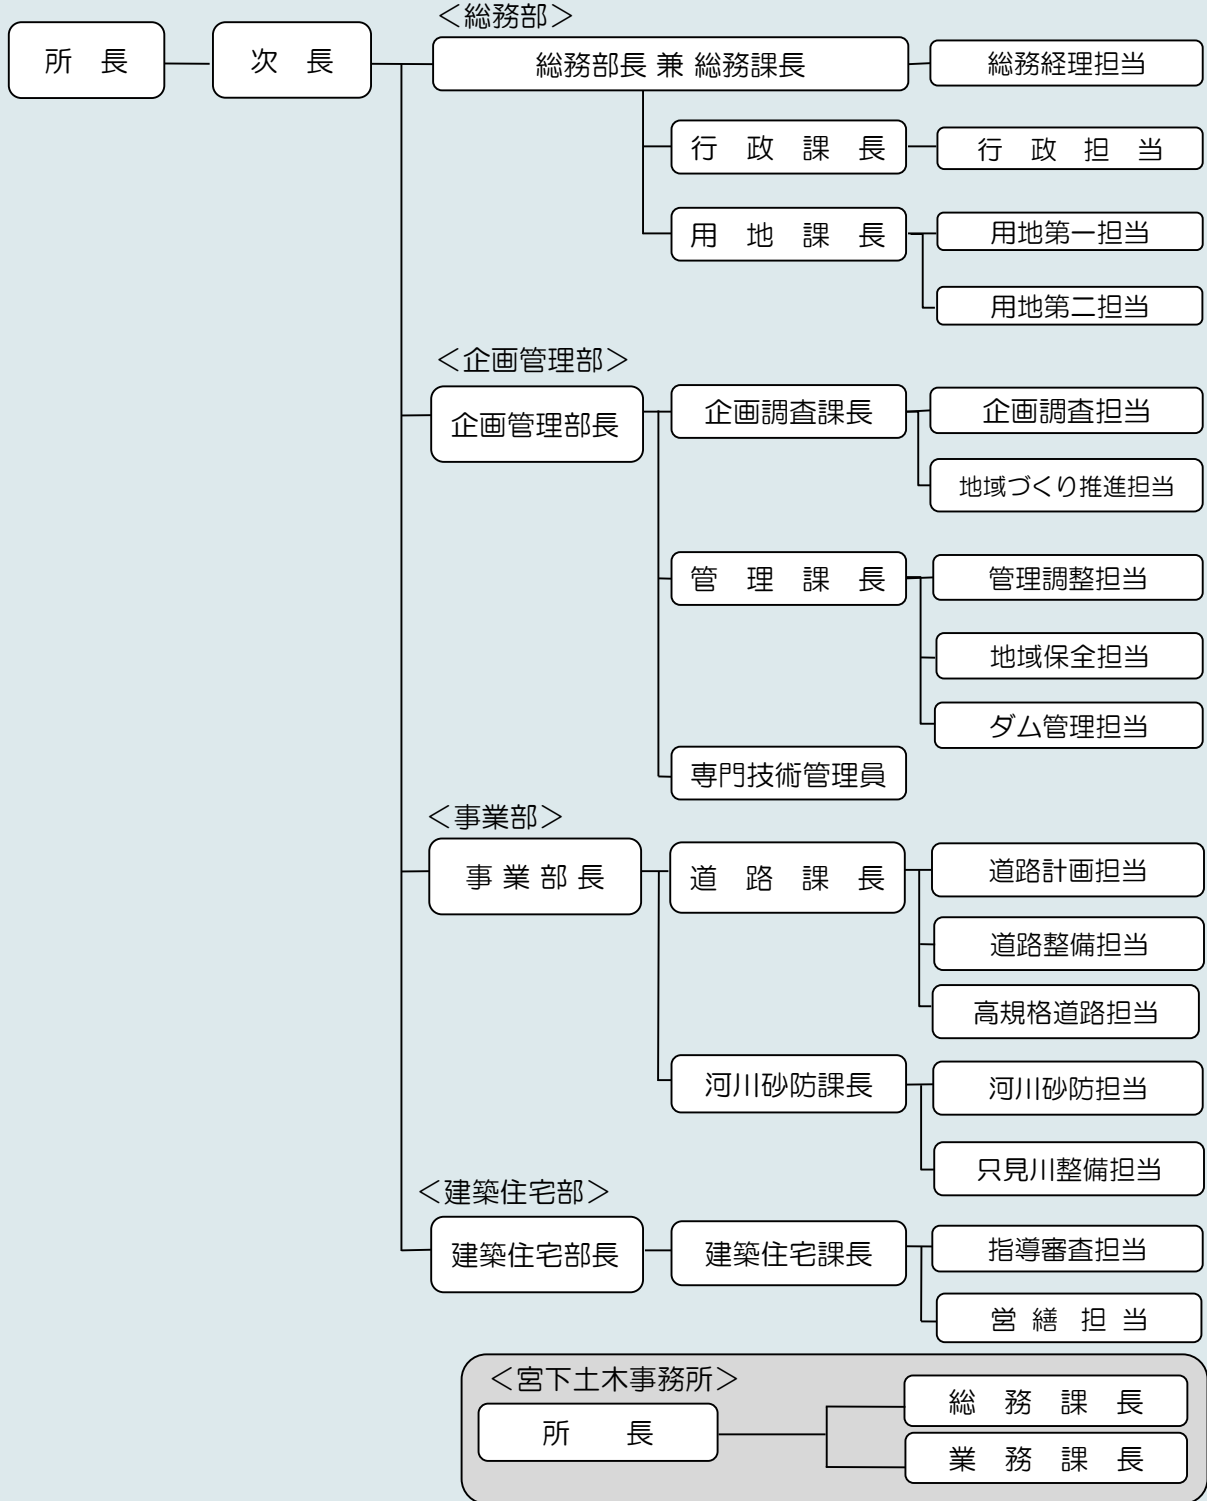 ＜総務部＞
所　長
次　長
総務部長 兼 総務課長
総務経理担当
行　政　課　長
行　政　担　当
用　地　課　長
用地第一担当
用地第二担当
＜企画管理部＞
企画管理部長
企画調査課長
企画調査担当
地域づくり推進担当
管　理　課　長
管理調整担当
地域保全担当
ダム管理担当
専門技術管理員
＜事業部＞
事 業 部 長
道　路　課　長
道路計画担当
道路整備担当
高規格道路担当
河川砂防課長
河川砂防担当
只見川整備担当
＜建築住宅部＞
建築住宅部長
建築住宅課長
指導審査担当
営 繕 担 当
＜宮下土木事務所＞
所　　長
総　務　課　長
業　務　課　長